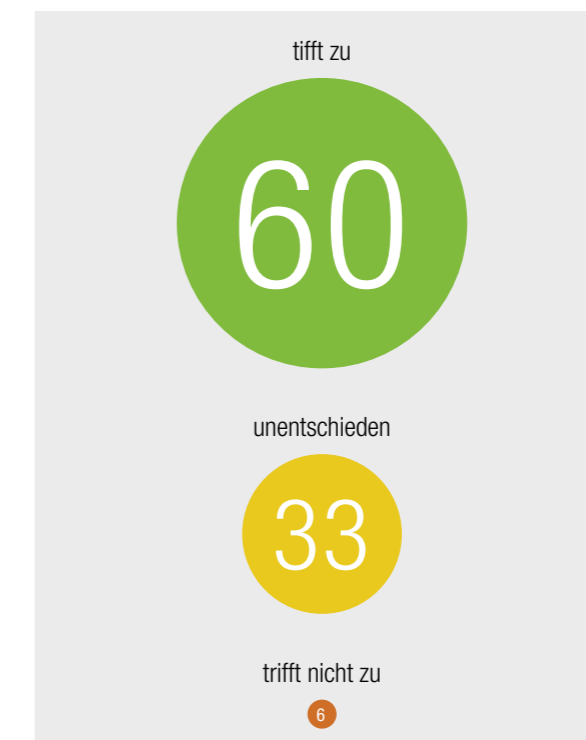 tifft zu
60
unentschieden
33
trifft nicht zu
6